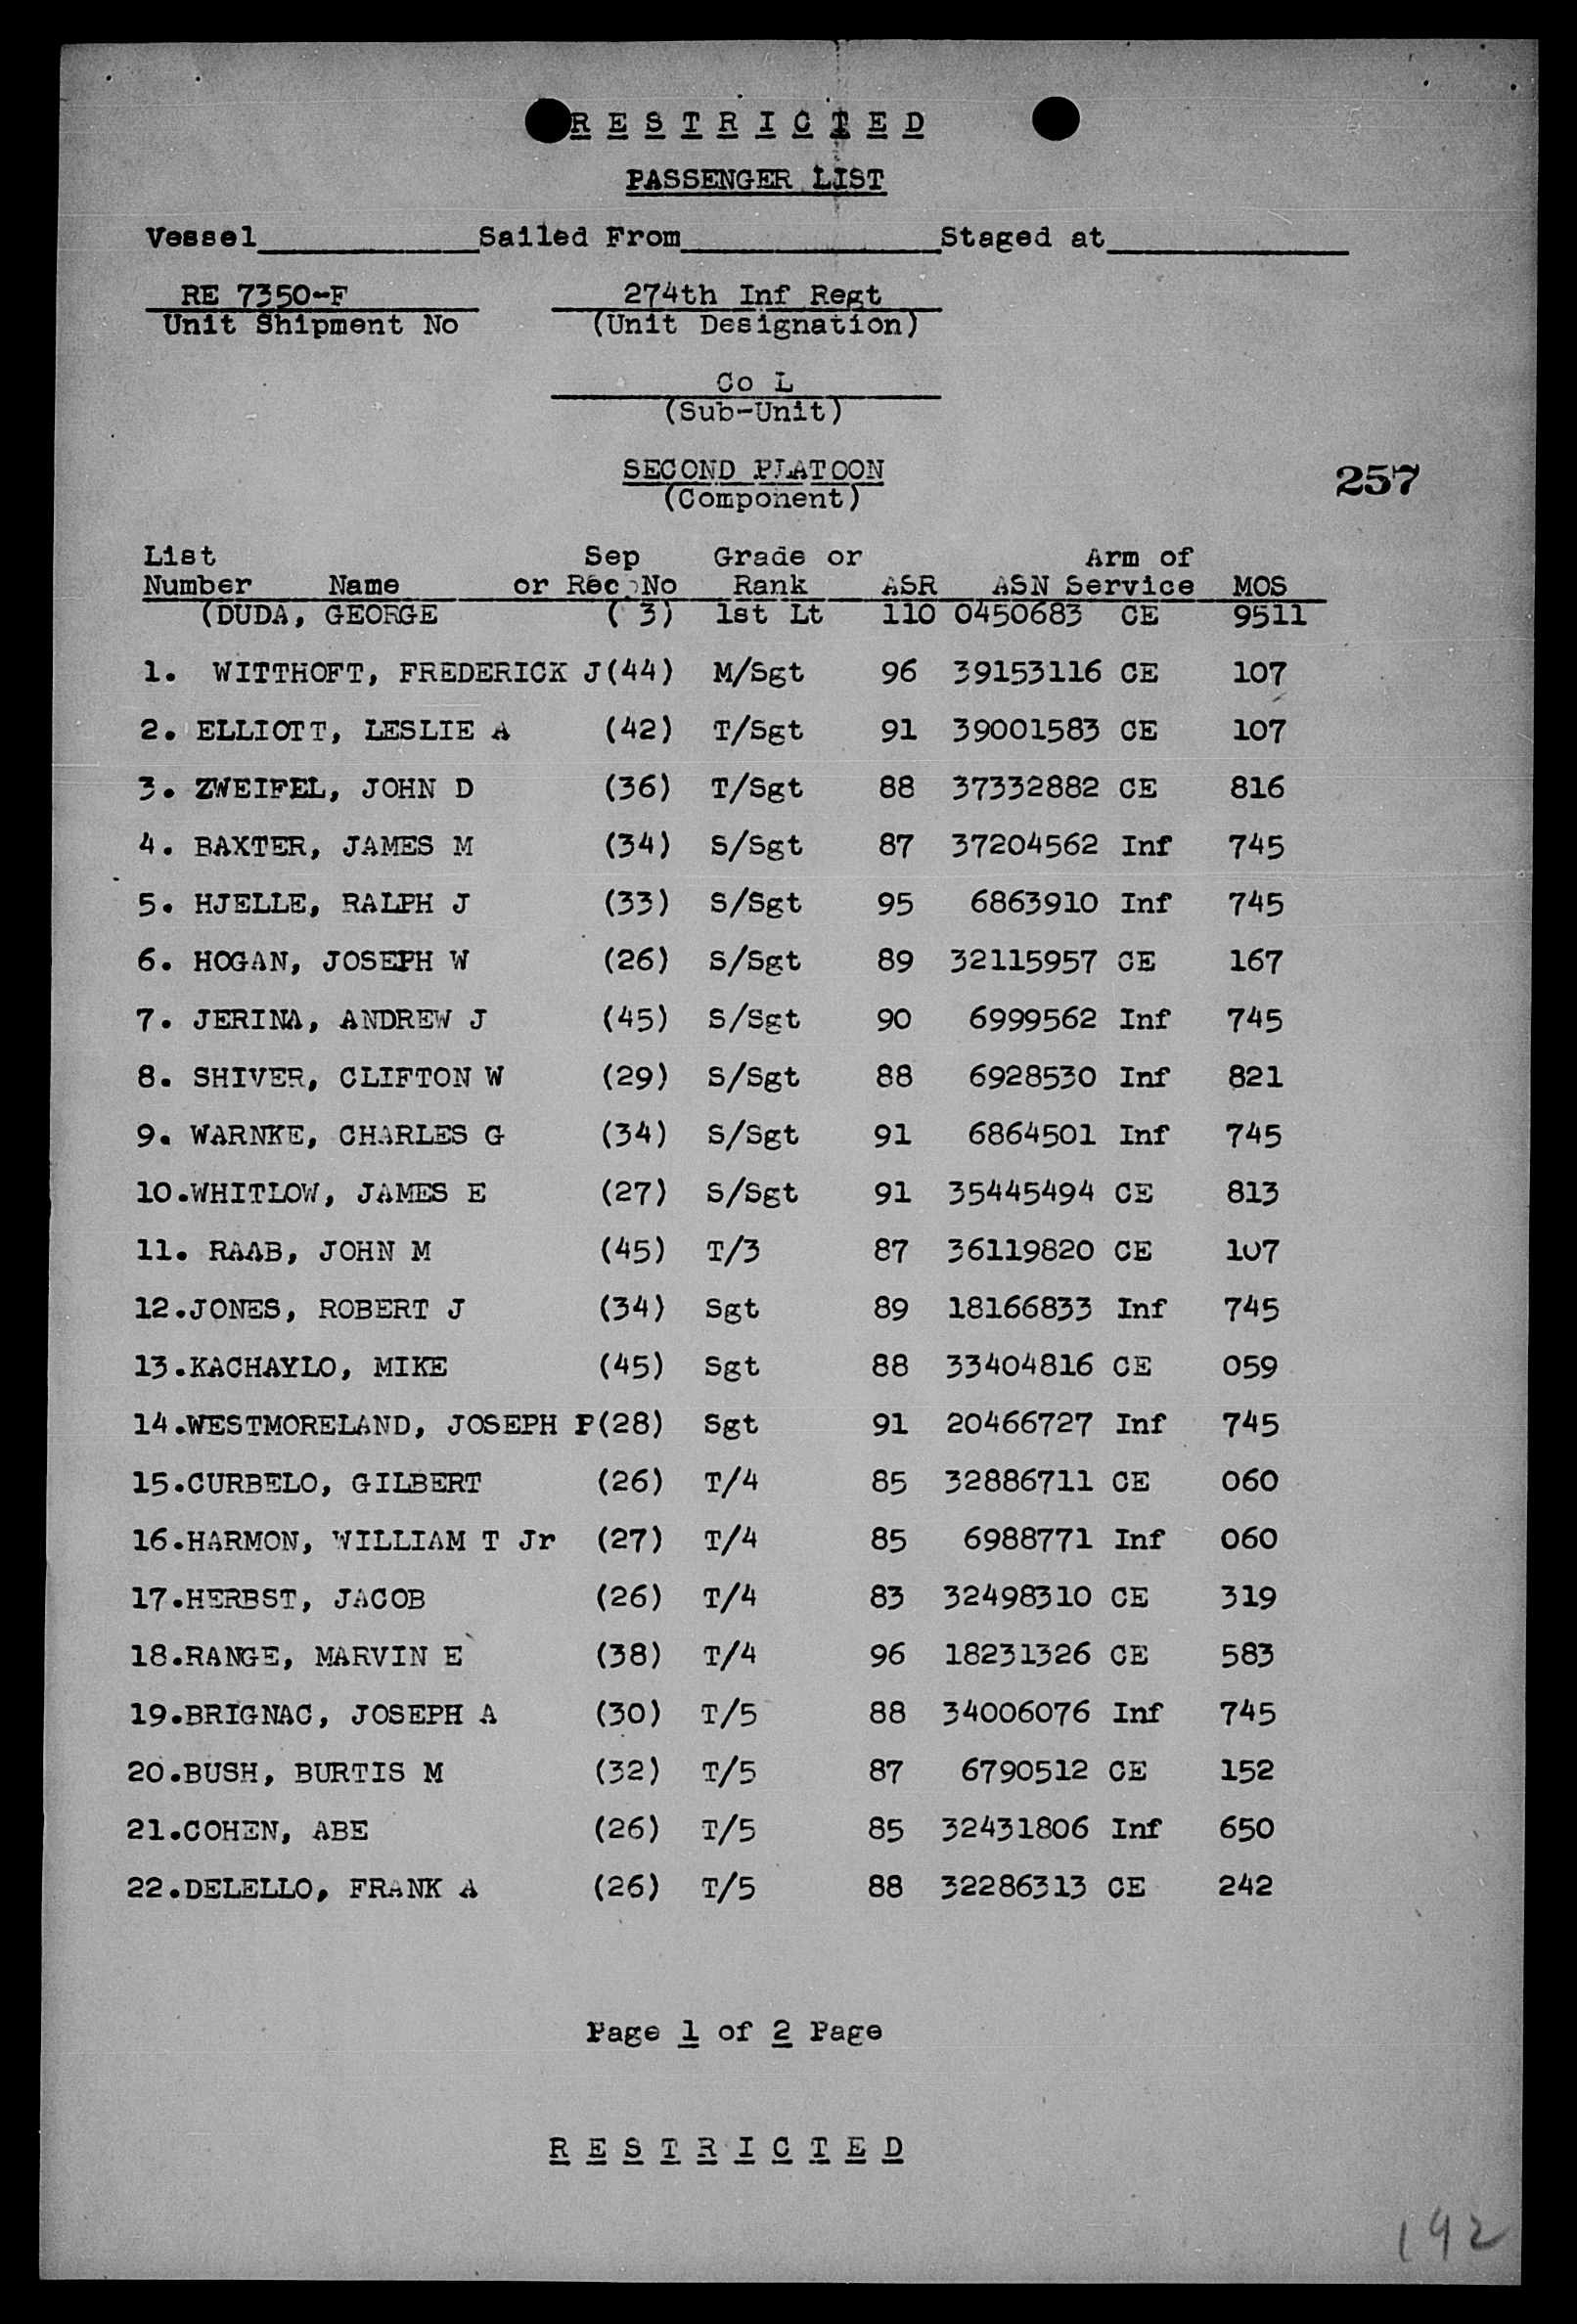 RESTRICTED
PASSENGER LIST
Vessel____________Sailed From______________Staged at_____________
RE 7350-F 274th Inf Regt
Unit Shipment No (Unit Designation)
Co L
(Sub-Unit)
SECOND PLATOON
257
(Component)
List Sep Grade or Arm of
Number Name or Rec No Rank ASR ASN Service MOS
(DUDA, GEORGE ( 3) 1st Lt 110 0450683 CE 9511
1. WITTHOFT, FREDERICK J(44) M/Sgt 96 39153116 CE 107
2. ELLIOTT, LESLIE A (42) T/Sgt 91 39001583 CE 107
3. ZWEIFEL, JOHN D (36) T/Sgt 88 37332882 CE 816
4. BAXTER, JAMES M (34) S/Sgt 87 37204562 Inf 745
5. HJELLE, RALPH J (33) S/Sgt 95 6863910 Inf 745
6. HOGAN, JOSEPH W (26) S/Sgt 89 32115957 CE 167
7. JERINA, ANDREW J (45) S/Sgt 90 6999562 Inf 745
8. SHIVER, CLIFTON W (29) S/Sgt 88 6928530 Inf 821
9. WARNKE, CHARLES G (34) S/Sgt 91 6864501 Inf 745
10.WHITLOW, JAMES E (27) S/Sgt 91 35445494 CE 813
11. RAAB, JOHN M (45) T/3 87 36119820 CE 107
12.JONES, ROBERT J (34) Sgt 89 18166833 Inf 745
13.KACHAYLO, MIKE (45) Sgt 88 33404816 CE 059
14.WESTMORELAND, JOSEPH P(28) Sgt 91 20466727 Inf 745
15.CURBELO, GILBERT (26) T/4 85 32886711 CE 060
16.HARMON, WILLIAM T Jr (27) T/4 85 6988771 Inf 060
17.HERBST, JACOB (26) T/4 83 32498310 CE 319
18.RANGE, MARVIN E (38) T/4 96 18231326 CE 583
19.BRIGNAC, JOSEPH A (30) T/5 88 34006076 Inf 745
20.BUSH, BURTIS M (32) T/5 87 6790512 CE 152
21.COHEN, ABE (26) T/5 85 32431806 Inf 650
22.DELELLO, FRANK A (26) T/5 88 32286313 CE 242
Page 1 of 2 Page
RESTRICTED
192